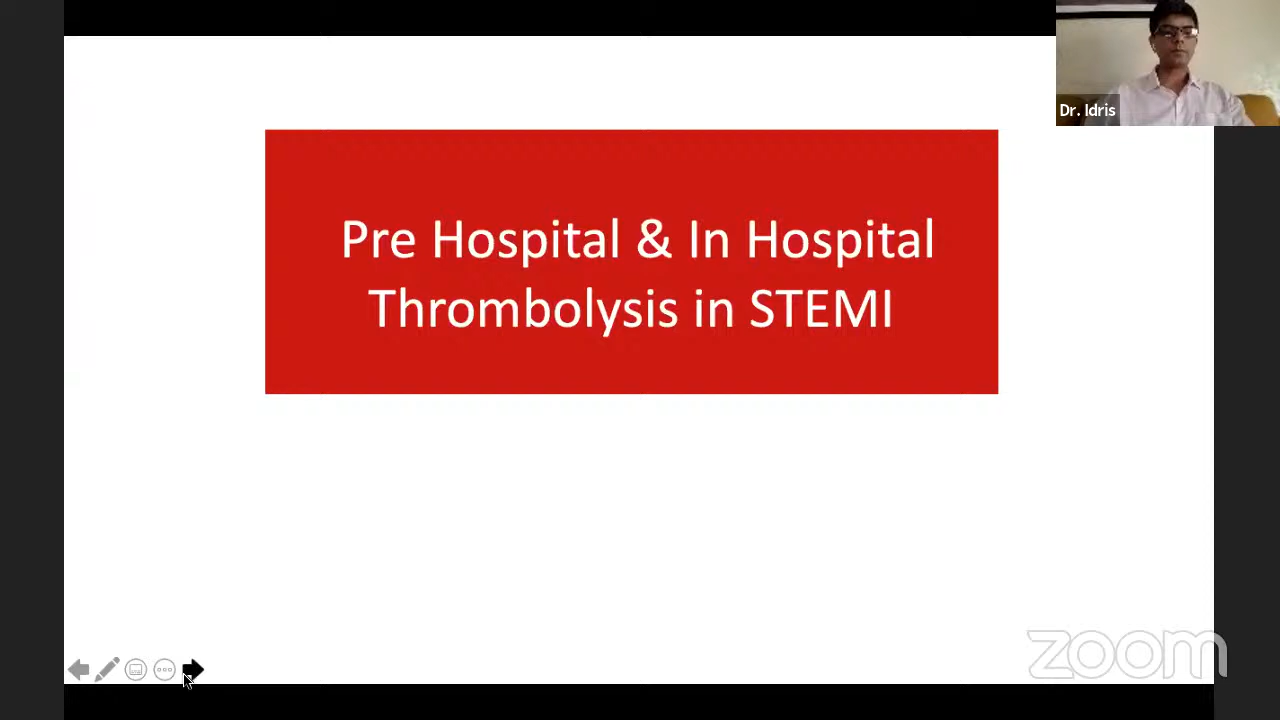 Dr. Idris
Pre Hospital & In Hospital
Thrombolysis in STEMI
zoom